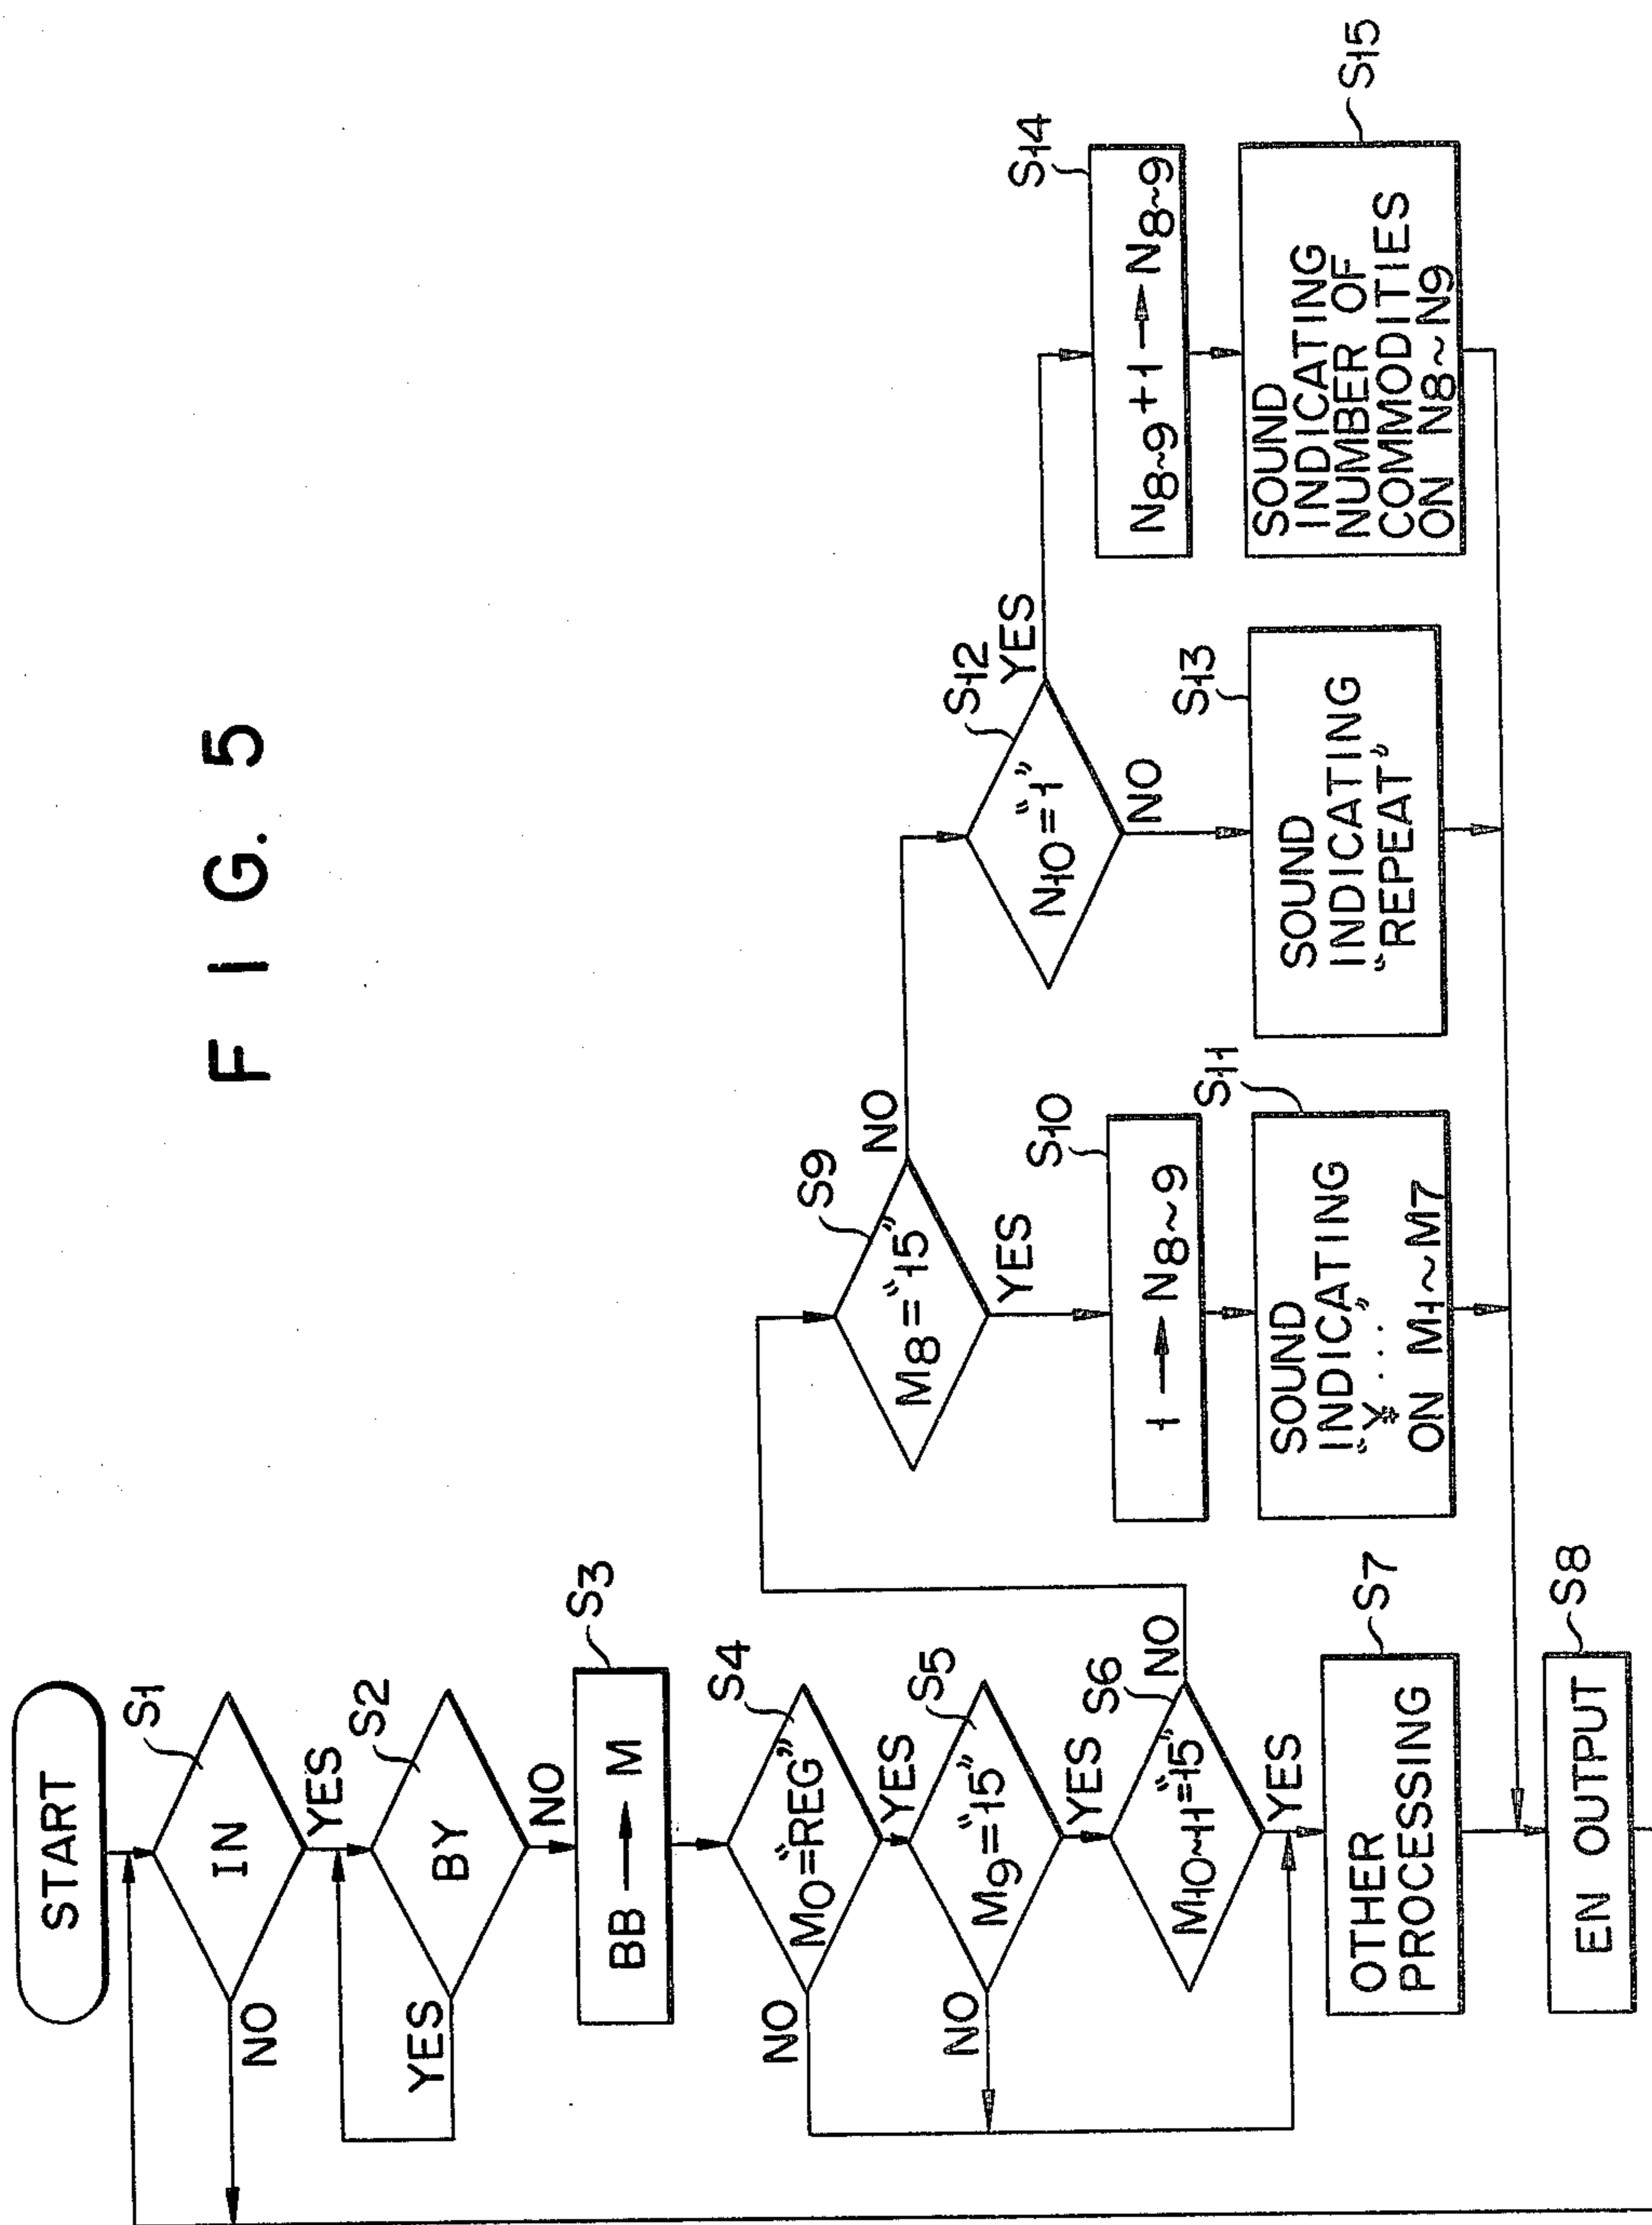 F I G. 5
START
S1
IN
YES
NO
S2
BY
YES
NO
S3
BB → M
S4
M0="REG"
NO
YES
S5
M9="15"
NO
YES
S6
M10~11="15"
NO
YES
S7
OTHER
PROCESSING
S8
EN OUTPUT
S9
M8="15"
NO
YES
S10
1 → N8~9
S11
SOUND
INDICATING
"¥...."
ON M1~M7
S12
N10="1"
YES
NO
S13
SOUND
INDICATING
"REPEAT"
S14
N8~9+1 → N8~9
S15
SOUND
INDICATING
NUMBER OF
COMMODITIES
ON N8~N9